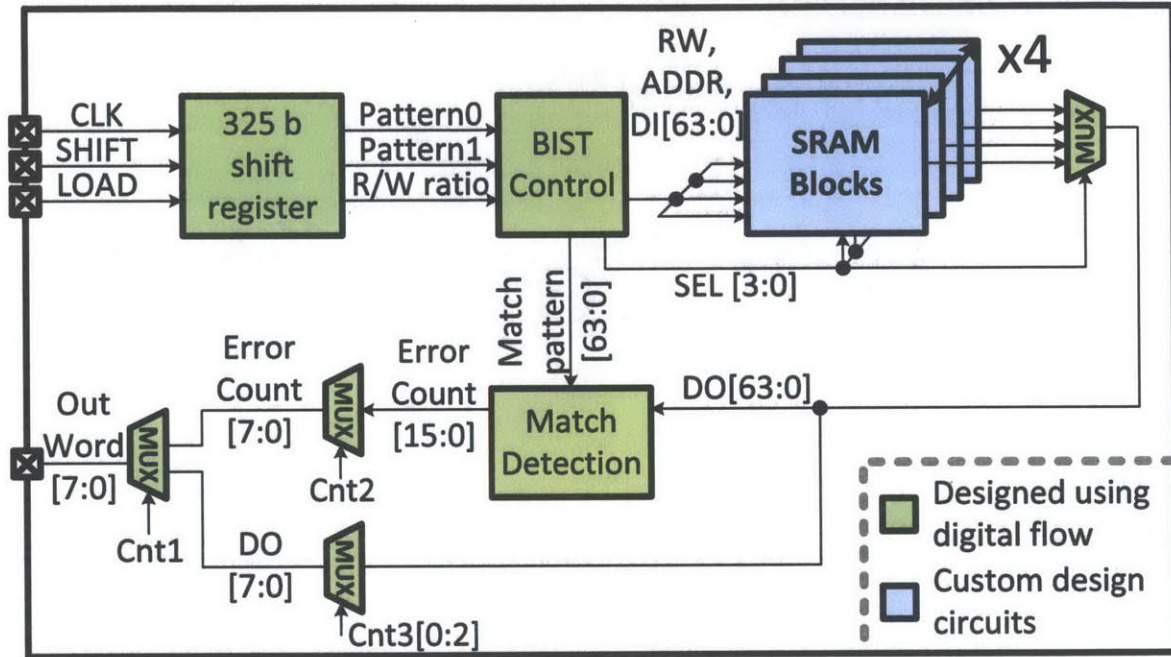 CLK
SHIFT
LOAD
325 b
shift
register
Pattern0
Pattern1
R/W ratio
BIST
Control
RW,
ADDR,
DI[63:0]
SRAM
Blocks
x4
MUX
SEL [3:0]
Match
pattern
[63:0]
DO[63:0]
Match
Detection
Error
Count
[15:0]
MUX
Cnt2
Error
Count
[7:0]
Out
Word
[7:0]
MUX
Cnt1
DO
[7:0]
MUX
Cnt3[0:2]
Designed using
digital flow
Custom design
circuits